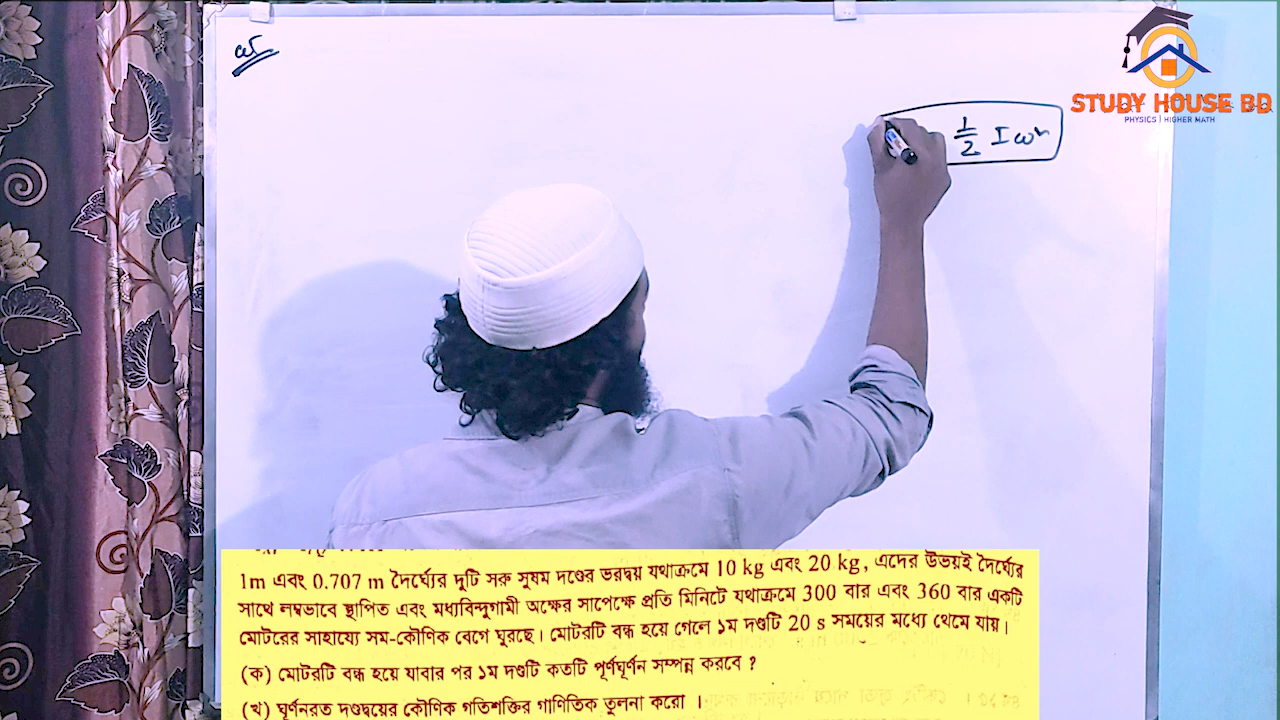 STUDY HOUSE BD
PHYSICS | HIGHER MATH
1/2 Iω²
1m এবং 0.707 m দৈর্ঘ্যের দুটি সরু সুষম দণ্ডের ভরদ্বয় যথাক্রমে 10 kg এবং 20 kg, এদের উভয়ই দৈর্ঘ্যের
সাথে লম্বভাবে স্থাপিত এবং মধ্যবিন্দুগামী অক্ষের সাপেক্ষে প্রতি মিনিটে যথাক্রমে 300 বার এবং 360 বার একটি
মোটরের সাহায্যে সম-কৌণিক বেগে ঘুরছে। মোটরটি বন্ধ হয়ে গেলে ১ম দণ্ডটি 20 s সময়ের মধ্যে থেমে যায়।
(ক) মোটরটি বন্ধ হয়ে যাবার পর ১ম দণ্ডটি কতটি পূর্ণঘূর্ণন সম্পন্ন করবে ?
(খ) ঘূর্ণনরত দণ্ডদ্বয়ের কৌণিক গতিশক্তির গাণিতিক তুলনা করো ।